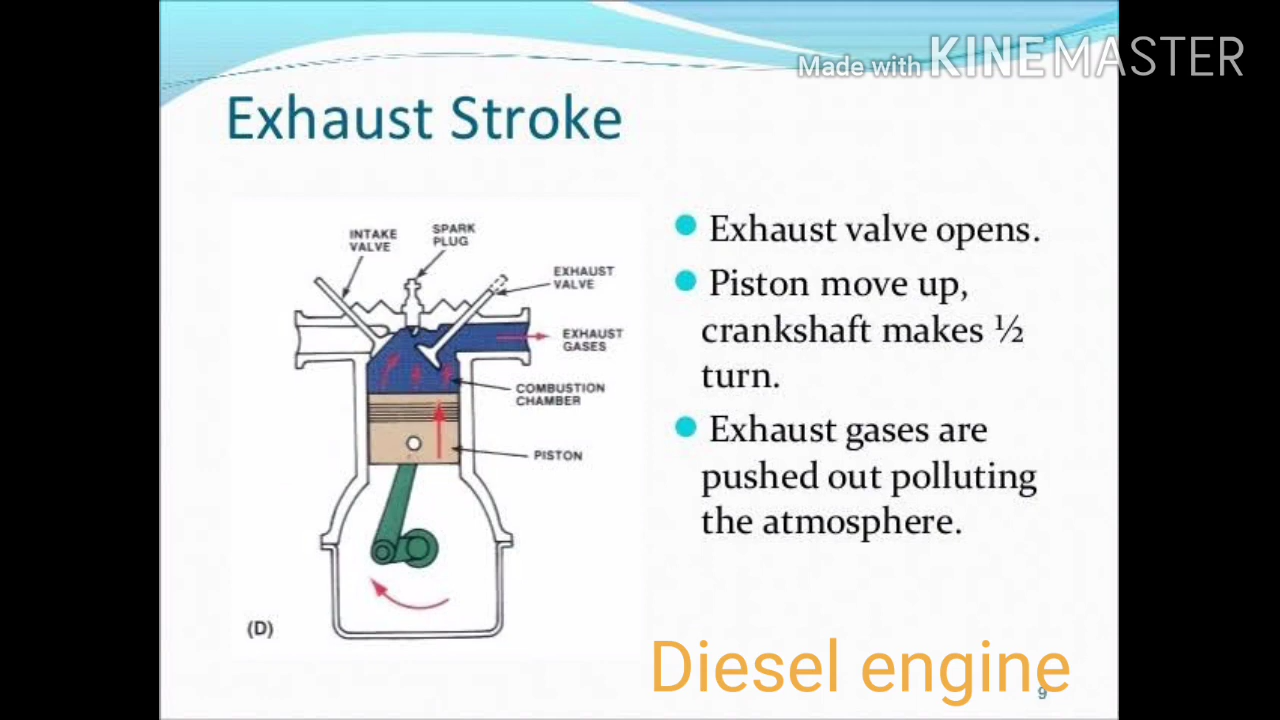 Made with KINEMASTER
Exhaust Stroke
INTAKE
VALVE
SPARK
PLUG
EXHAUST
VALVE
EXHAUST
GASES
COMBUSTION
CHAMBER
PISTON
(D)
Exhaust valve opens.
Piston move up,
crankshaft makes ½
turn.
Exhaust gases are
pushed out polluting
the atmosphere.
Diesel engine
9